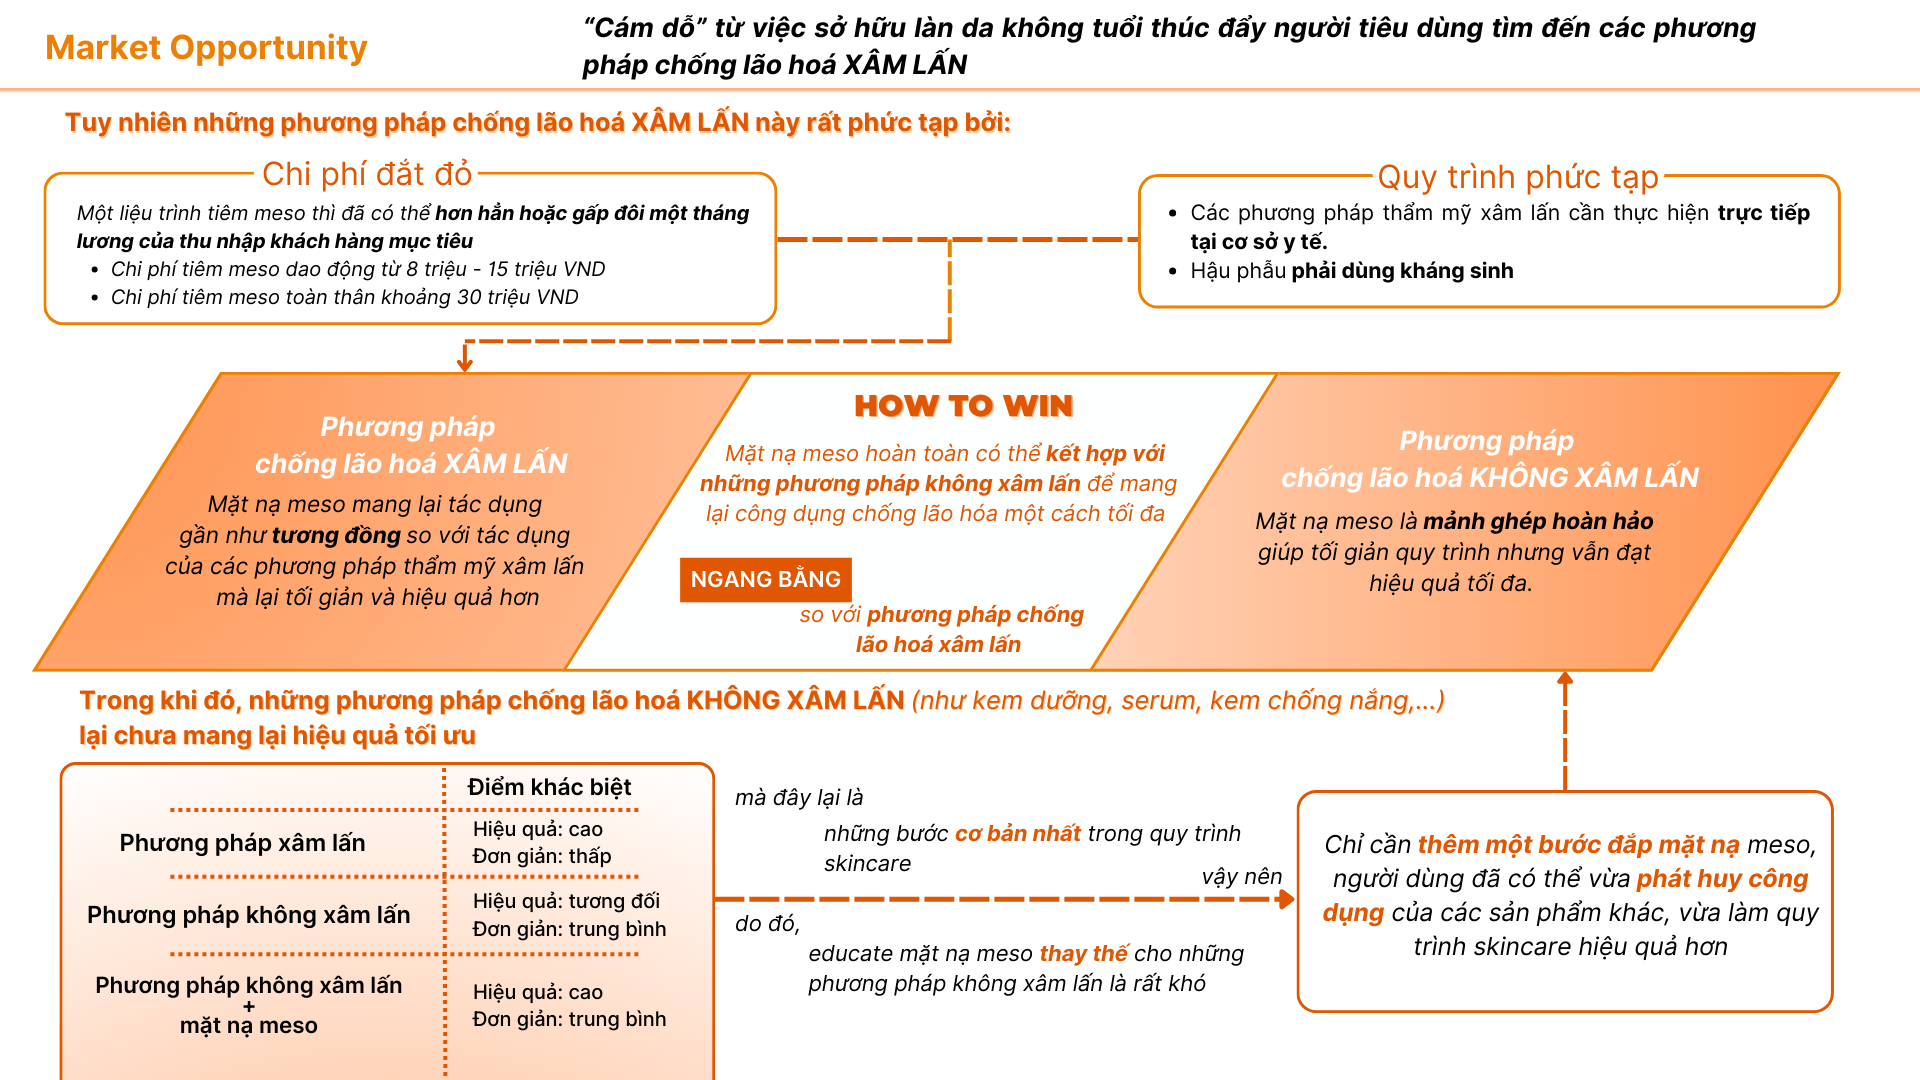 Market Opportunity
“Cám dỗ” từ việc sở hữu làn da không tuổi thúc đẩy người tiêu dùng tìm đến các phương
pháp chống lão hoá XÂM LẤN
Tuy nhiên những phương pháp chống lão hoá XÂM LẤN này rất phức tạp bởi:
Chi phí đắt đỏ
Một liệu trình tiêm meso thì đã có thể hơn hẳn hoặc gấp đôi một tháng
lương của thu nhập khách hàng mục tiêu
• Chi phí tiêm meso dao động từ 8 triệu - 15 triệu VND
• Chi phí tiêm meso toàn thân khoảng 30 triệu VND
Quy trình phức tạp
• Các phương pháp thẩm mỹ xâm lấn cần thực hiện trực tiếp
tại cơ sở y tế.
• Hậu phẫu phải dùng kháng sinh
Phương pháp
chống lão hoá XÂM LẤN
Mặt nạ meso mang lại tác dụng
gần như tương đồng so với tác dụng
của các phương pháp thẩm mỹ xâm lấn
mà lại tối giản và hiệu quả hơn
HOW TO WIN
Mặt nạ meso hoàn toàn có thể kết hợp với
những phương pháp không xâm lấn để mang
lại công dụng chống lão hóa một cách tối đa
NGANG BẰNG
so với phương pháp chống
lão hoá xâm lấn
Phương pháp
chống lão hoá KHÔNG XÂM LẤN
Mặt nạ meso là mảnh ghép hoàn hảo
giúp tối giản quy trình nhưng vẫn đạt
hiệu quả tối đa.
Trong khi đó, những phương pháp chống lão hoá KHÔNG XÂM LẤN (như kem dưỡng, serum, kem chống nắng,...)
lại chưa mang lại hiệu quả tối ưu
Điểm khác biệt
Phương pháp xâm lấn
Hiệu quả: cao
Đơn giản: thấp
Phương pháp không xâm lấn
Hiệu quả: tương đối
Đơn giản: trung bình
Phương pháp không xâm lấn
+
mặt nạ meso
Hiệu quả: cao
Đơn giản: trung bình
mà đây lại là
những bước cơ bản nhất trong quy trình
skincare
vậy nên
do đó,
educate mặt nạ meso thay thế cho những
phương pháp không xâm lấn là rất khó
Chỉ cần thêm một bước đắp mặt nạ meso,
người dùng đã có thể vừa phát huy công
dụng của các sản phẩm khác, vừa làm quy
trình skincare hiệu quả hơn